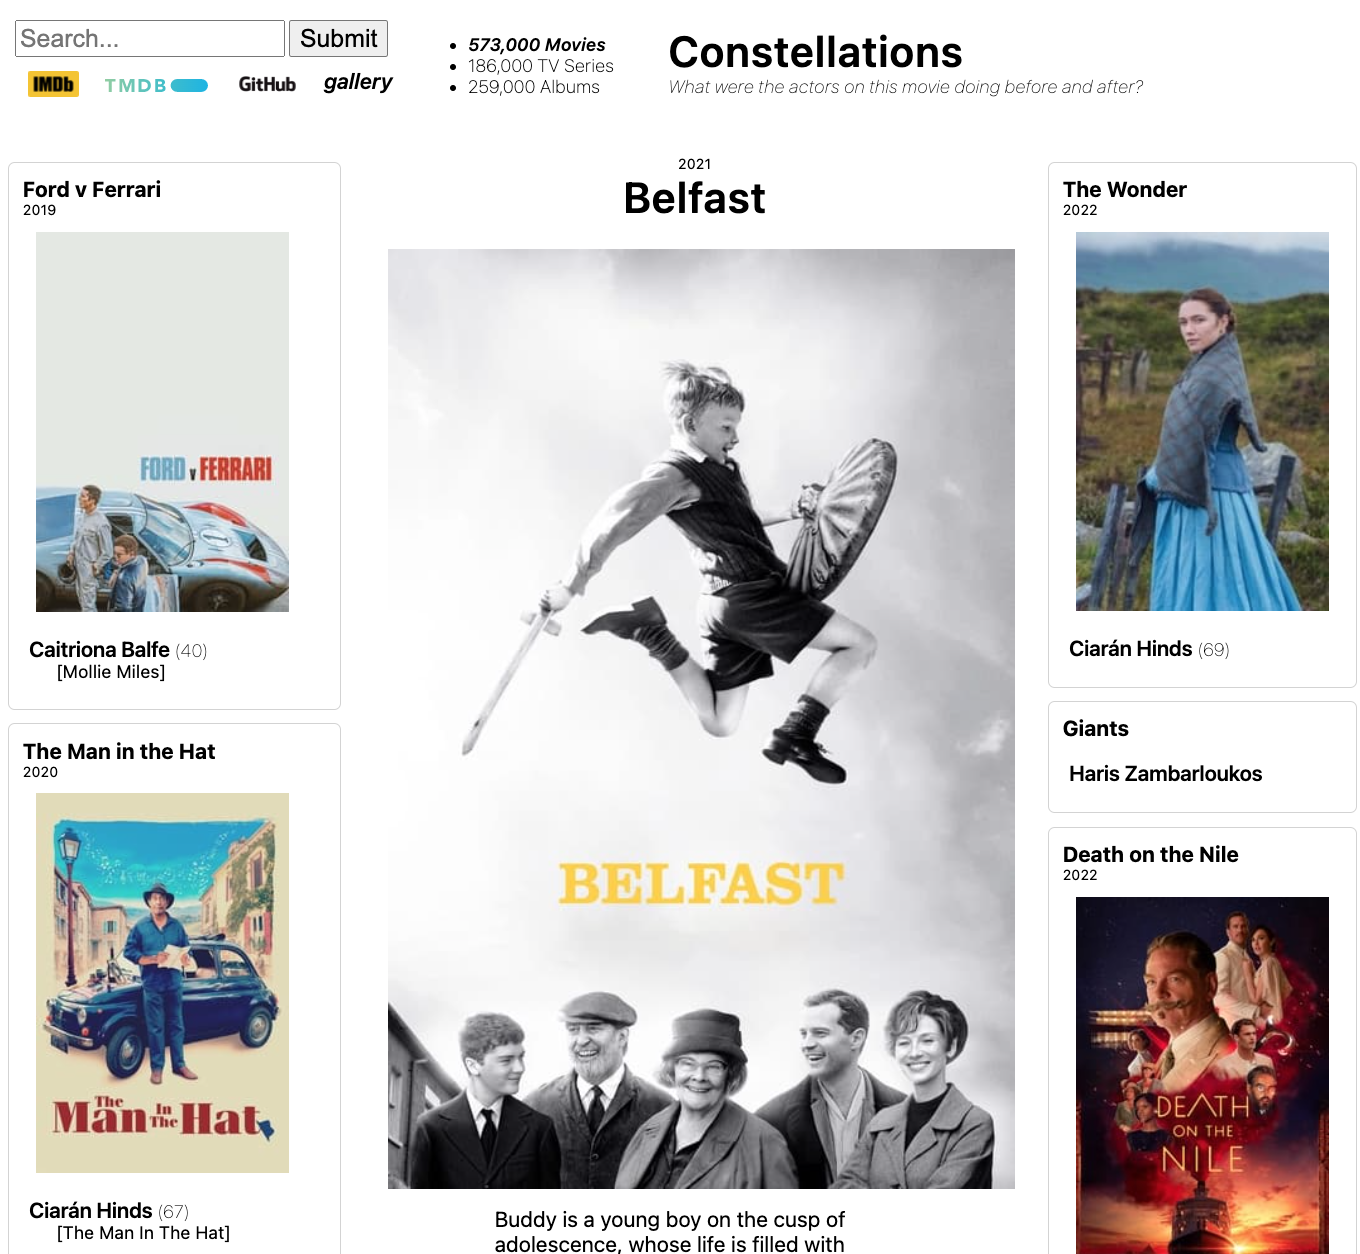 Search...
Submit
IMDb
TMDB
GitHub
gallery
573,000 Movies
186,000 TV Series
259,000 Albums
Constellations
What were the actors on this movie doing before and after?
Ford v Ferrari
2019
FORD v FERRARI
Caitriona Balfe (40)
[Mollie Miles]
The Man in the Hat
2020
The Man In The Hat
Ciarán Hinds (67)
[The Man In The Hat]
2021
Belfast
BELFAST
Buddy is a young boy on the cusp of
adolescence, whose life is filled with
The Wonder
2022
Ciarán Hinds (69)
Giants
Haris Zambarloukos
Death on the Nile
2022
DEATH
ON THE
NILE